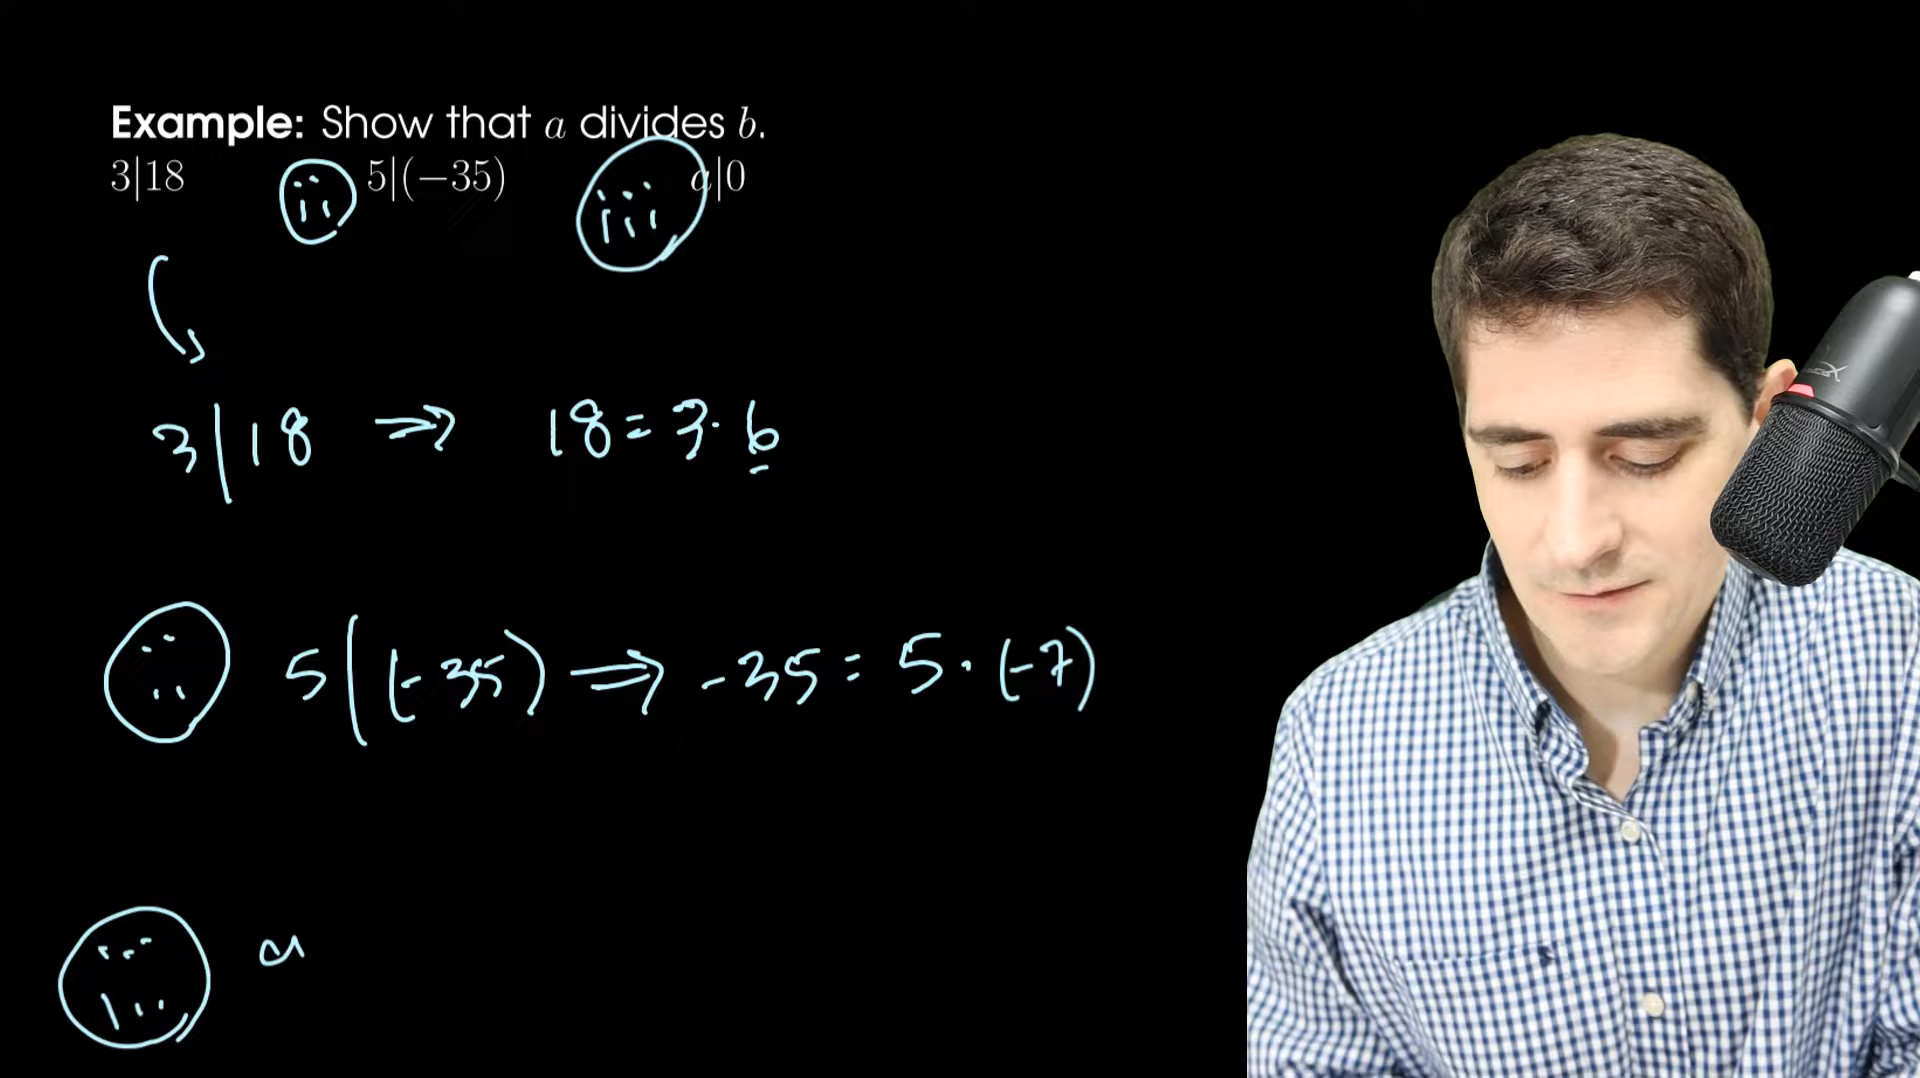 Example: Show that a divides b.
3|18 ii 5|(−35) iii a|0
3|18 ⇒ 18 = 3 · 6
ii 5|(-35) ⇒ -35 = 5 · (-7)
iii a